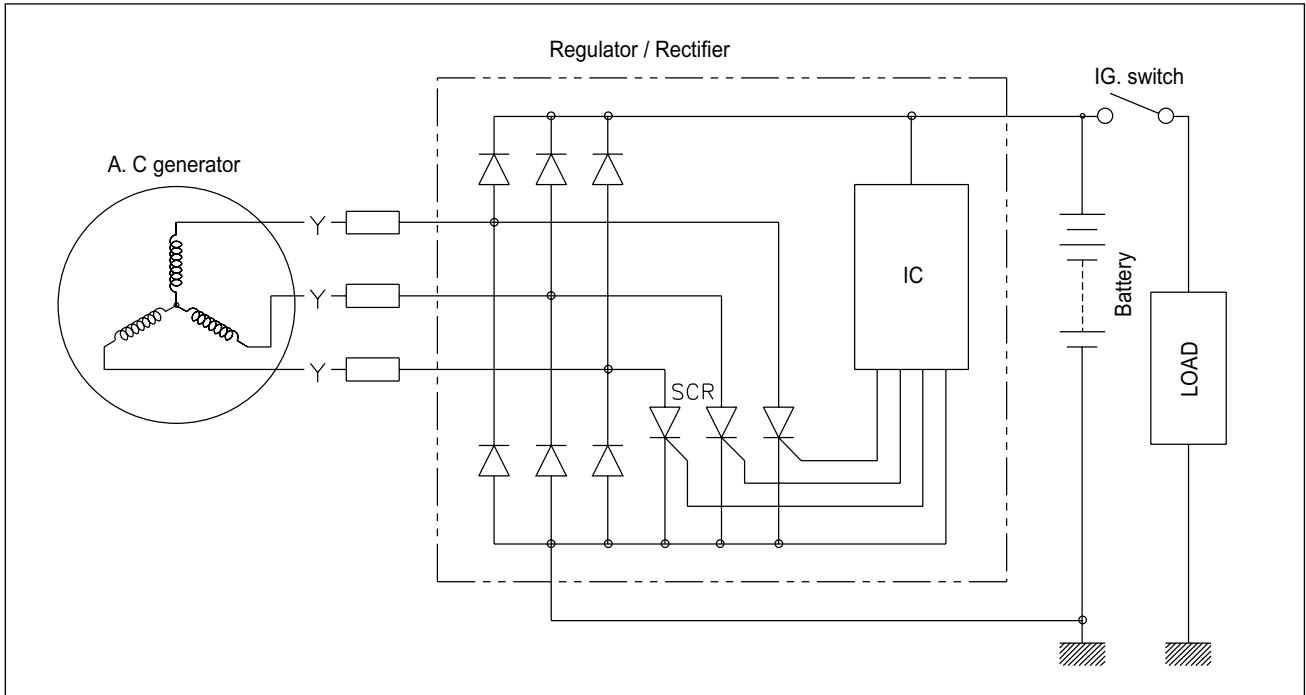 Regulator / Rectifier
IG. switch
A. C generator
Y
Y
Y
IC
Battery
LOAD
SCR